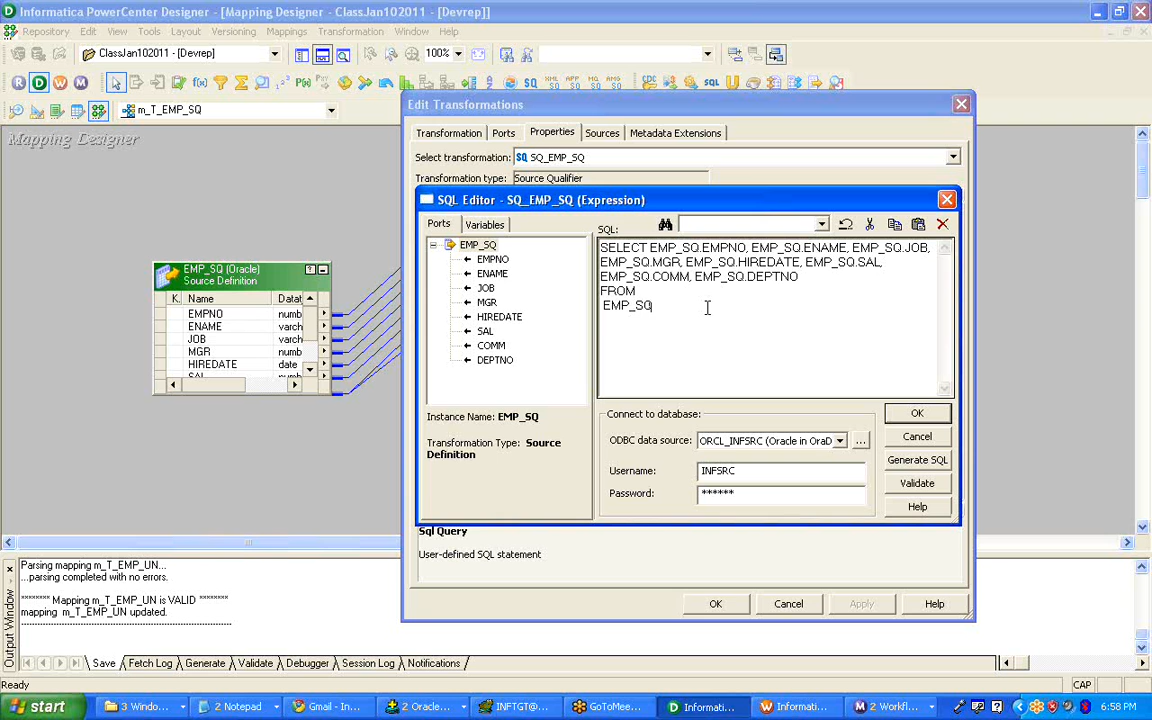 Informatica PowerCenter Designer - [Mapping Designer - ClassJan102011 - [Devrep]]
Repository Edit View Tools Layout Versioning Mappings Transformation Window Help
ClassJan102011 - [Devrep]
100%
m_T_EMP_SQ
Mapping Designer
EMP_SQ (Oracle)
Source Definition
K. Name Datat
EMPNO numb
ENAME varch
JOB varch
MGR numb
HIREDATE date
Edit Transformations
Transformation Ports Properties Sources Metadata Extensions
Select transformation: SQ SQ_EMP_SQ
Transformation type: Source Qualifier
SQL Editor - SQ_EMP_SQ (Expression)
Ports Variables
EMP_SQ
EMPNO
ENAME
JOB
MGR
HIREDATE
SAL
COMM
DEPTNO
Instance Name: EMP_SQ
Transformation Type: Source
Definition
SQL:
SELECT EMP_SQ.EMPNO, EMP_SQ.ENAME, EMP_SQ.JOB,
EMP_SQ.MGR, EMP_SQ.HIREDATE, EMP_SQ.SAL,
EMP_SQ.COMM, EMP_SQ.DEPTNO
FROM
EMP_SQ
Connect to database:
ODBC data source: ORCL_INFSRC (Oracle in OraD
Username: INFSRC
Password: ******
OK
Cancel
Generate SQL
Validate
Help
Sql Query
User-defined SQL statement
OK Cancel Apply Help
Output Window
Parsing mapping m_T_EMP_UN...
...parsing completed with no errors.
******** Mapping m_T_EMP_UN is VALID ********
mapping m_T_EMP_UN updated.
Save Fetch Log Generate Validate Debugger Session Log Notifications
Ready
CAP
start 3 Windo... 2 Notepad Gmail - In... 2 Oracle... INFTGT@... GoToMee... Informati... Informati... 2 Workfl... 6:58 PM